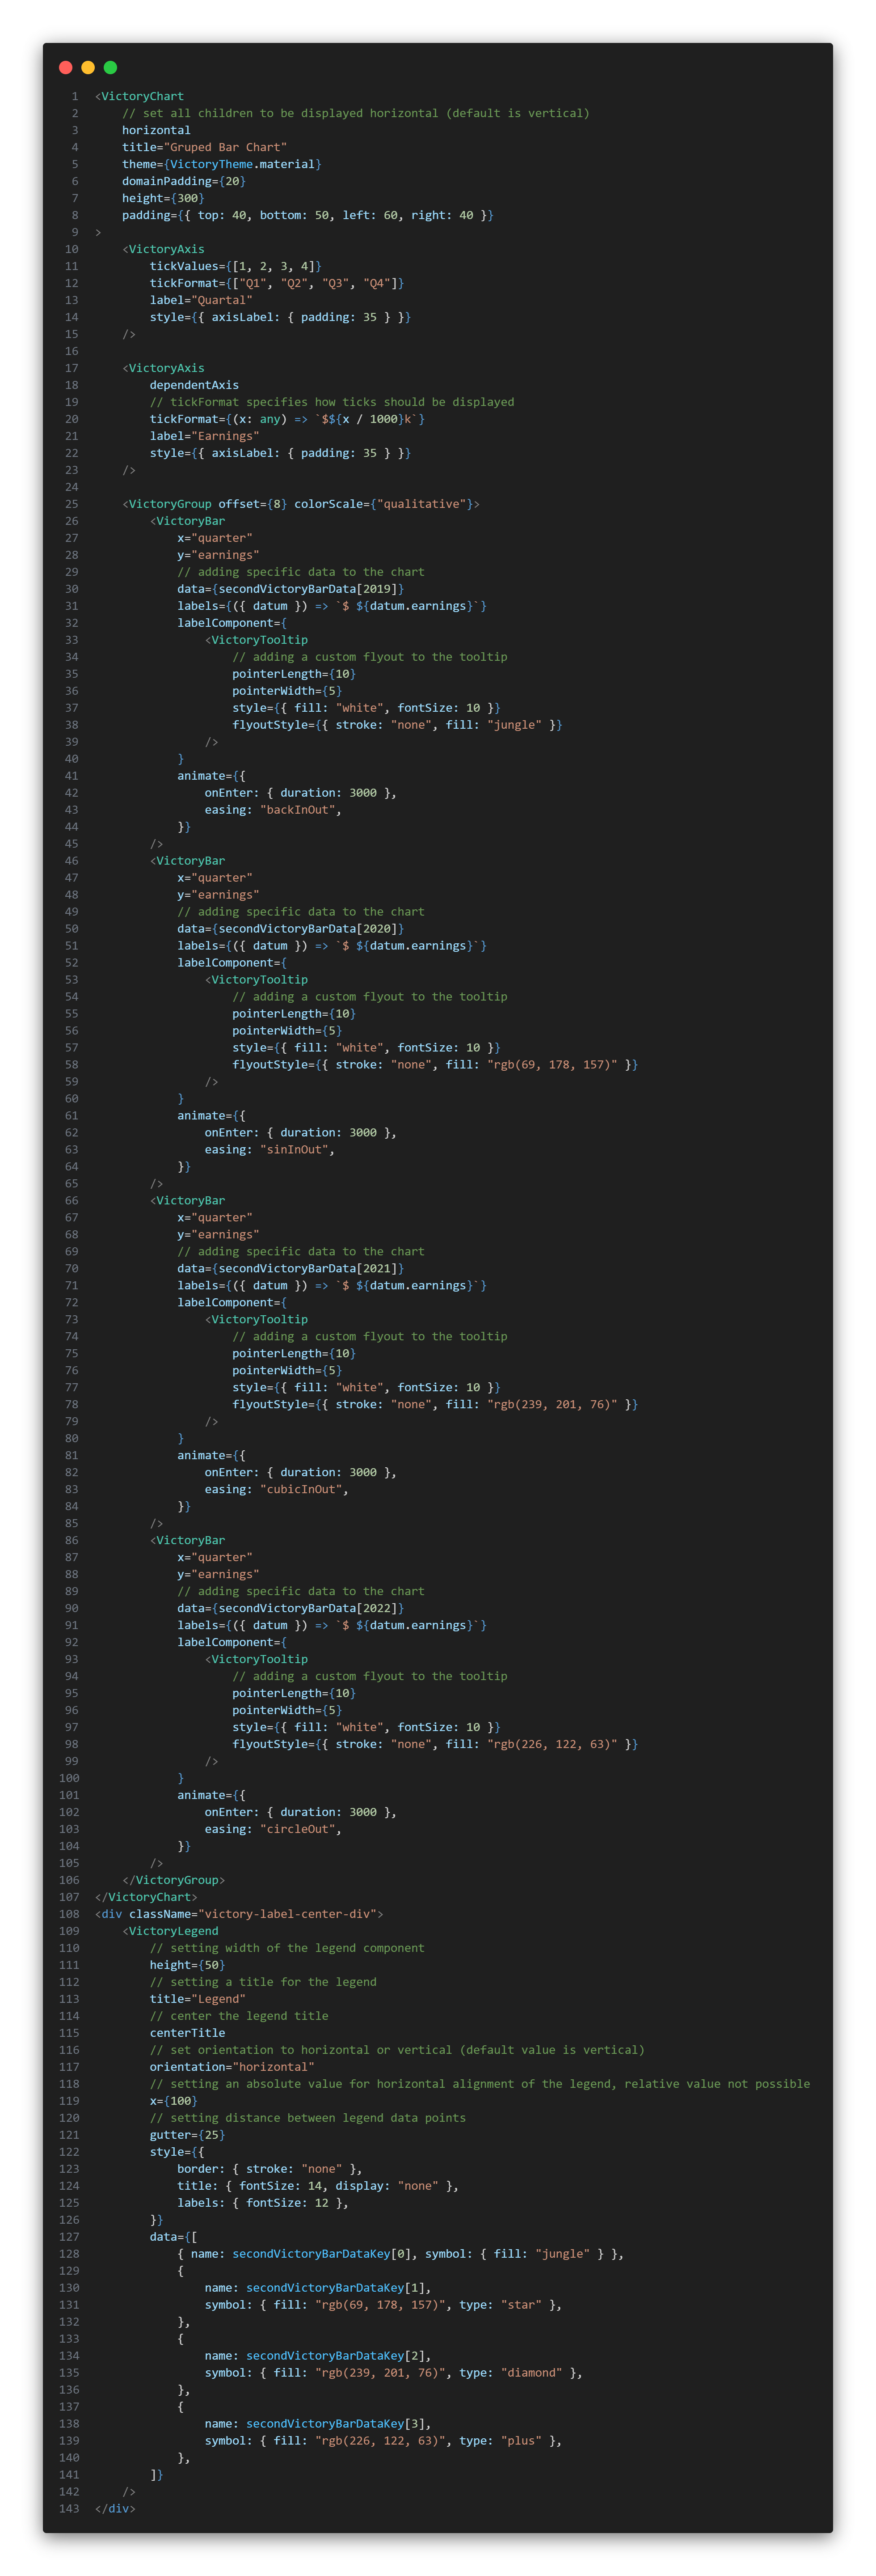 1 <VictoryChart
2     // set all children to be displayed horizontal (default is vertical)
3     horizontal
4     title="Gruped Bar Chart"
5     theme={VictoryTheme.material}
6     domainPadding={20}
7     height={300}
8     padding={{ top: 40, bottom: 50, left: 60, right: 40 }}
9 >
10     <VictoryAxis
11         tickValues={[1, 2, 3, 4]}
12         tickFormat={["Q1", "Q2", "Q3", "Q4"]}
13         label="Quartal"
14         style={{ axisLabel: { padding: 35 } }}
15     />
16
17     <VictoryAxis
18         dependentAxis
19         // tickFormat specifies how ticks should be displayed
20         tickFormat={(x: any) => `$${x / 1000}k`}
21         label="Earnings"
22         style={{ axisLabel: { padding: 35 } }}
23     />
24
25     <VictoryGroup offset={8} colorScale={"qualitative"}>
26         <VictoryBar
27             x="quarter"
28             y="earnings"
29             // adding specific data to the chart
30             data={secondVictoryBarData[2019]}
31             labels={({ datum }) => `$ ${datum.earnings}`}
32             labelComponent={
33                 <VictoryTooltip
34                     // adding a custom flyout to the tooltip
35                     pointerLength={10}
36                     pointerWidth={5}
37                     style={{ fill: "white", fontSize: 10 }}
38                     flyoutStyle={{ stroke: "none", fill: "jungle" }}
39                 />
40             }
41             animate={{
42                 onEnter: { duration: 3000 },
43                 easing: "backInOut",
44             }}
45         />
46         <VictoryBar
47             x="quarter"
48             y="earnings"
49             // adding specific data to the chart
50             data={secondVictoryBarData[2020]}
51             labels={({ datum }) => `$ ${datum.earnings}`}
52             labelComponent={
53                 <VictoryTooltip
54                     // adding a custom flyout to the tooltip
55                     pointerLength={10}
56                     pointerWidth={5}
57                     style={{ fill: "white", fontSize: 10 }}
58                     flyoutStyle={{ stroke: "none", fill: "rgb(69, 178, 157)" }}
59                 />
60             }
61             animate={{
62                 onEnter: { duration: 3000 },
63                 easing: "sinInOut",
64             }}
65         />
66         <VictoryBar
67             x="quarter"
68             y="earnings"
69             // adding specific data to the chart
70             data={secondVictoryBarData[2021]}
71             labels={({ datum }) => `$ ${datum.earnings}`}
72             labelComponent={
73                 <VictoryTooltip
74                     // adding a custom flyout to the tooltip
75                     pointerLength={10}
76                     pointerWidth={5}
77                     style={{ fill: "white", fontSize: 10 }}
78                     flyoutStyle={{ stroke: "none", fill: "rgb(239, 201, 76)" }}
79                 />
80             }
81             animate={{
82                 onEnter: { duration: 3000 },
83                 easing: "cubicInOut",
84             }}
85         />
86         <VictoryBar
87             x="quarter"
88             y="earnings"
89             // adding specific data to the chart
90             data={secondVictoryBarData[2022]}
91             labels={({ datum }) => `$ ${datum.earnings}`}
92             labelComponent={
93                 <VictoryTooltip
94                     // adding a custom flyout to the tooltip
95                     pointerLength={10}
96                     pointerWidth={5}
97                     style={{ fill: "white", fontSize: 10 }}
98                     flyoutStyle={{ stroke: "none", fill: "rgb(226, 122, 63)" }}
99                 />
100             }
101             animate={{
102                 onEnter: { duration: 3000 },
103                 easing: "circleOut",
104             }}
105         />
106     </VictoryGroup>
107 </VictoryChart>
108 <div className="victory-label-center-div">
109     <VictoryLegend
110         // setting width of the legend component
111         height={50}
112         // setting a title for the legend
113         title="Legend"
114         // center the legend title
115         centerTitle
116         // set orientation to horizontal or vertical (default value is vertical)
117         orientation="horizontal"
118         // setting an absolute value for horizontal alignment of the legend, relative value not possible
119         x={100}
120         // setting distance between legend data points
121         gutter={25}
122         style={{
123             border: { stroke: "none" },
124             title: { fontSize: 14, display: "none" },
125             labels: { fontSize: 12 },
126         }}
127         data={[
128             { name: secondVictoryBarDataKey[0], symbol: { fill: "jungle" } },
129             {
130                 name: secondVictoryBarDataKey[1],
131                 symbol: { fill: "rgb(69, 178, 157)", type: "star" },
132             },
133             {
134                 name: secondVictoryBarDataKey[2],
135                 symbol: { fill: "rgb(239, 201, 76)", type: "diamond" },
136             },
137             {
138                 name: secondVictoryBarDataKey[3],
139                 symbol: { fill: "rgb(226, 122, 63)", type: "plus" },
140             },
141         ]}
142     />
143 </div>